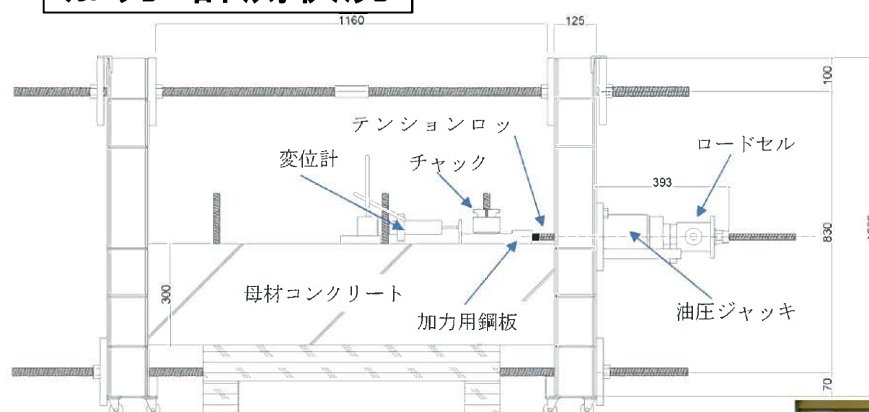 1160
125
100
テンションロッ
ロードセル
変位計
チャック
393
830
300
母材コンクリート
加力用鋼板
油圧ジャッキ
70